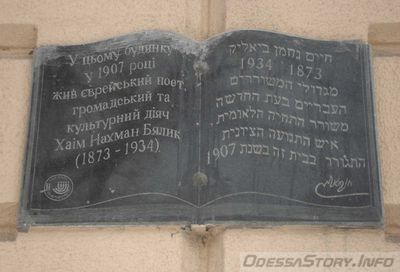 У цьому будинку
У 1907 році
жив єврейський поет,
громадський та
культурний діяч
Хаїм Нахман Бялик
(1873 - 1934)
חיים נחמן ביאליק
1934 1873
מגדולי המשוררים
העבריים בעת החדשה
משורר התחיה הלאומית,
איש התנועה הציונית
התגורר בבית זה בשנת 1907
OdessaStory.Info